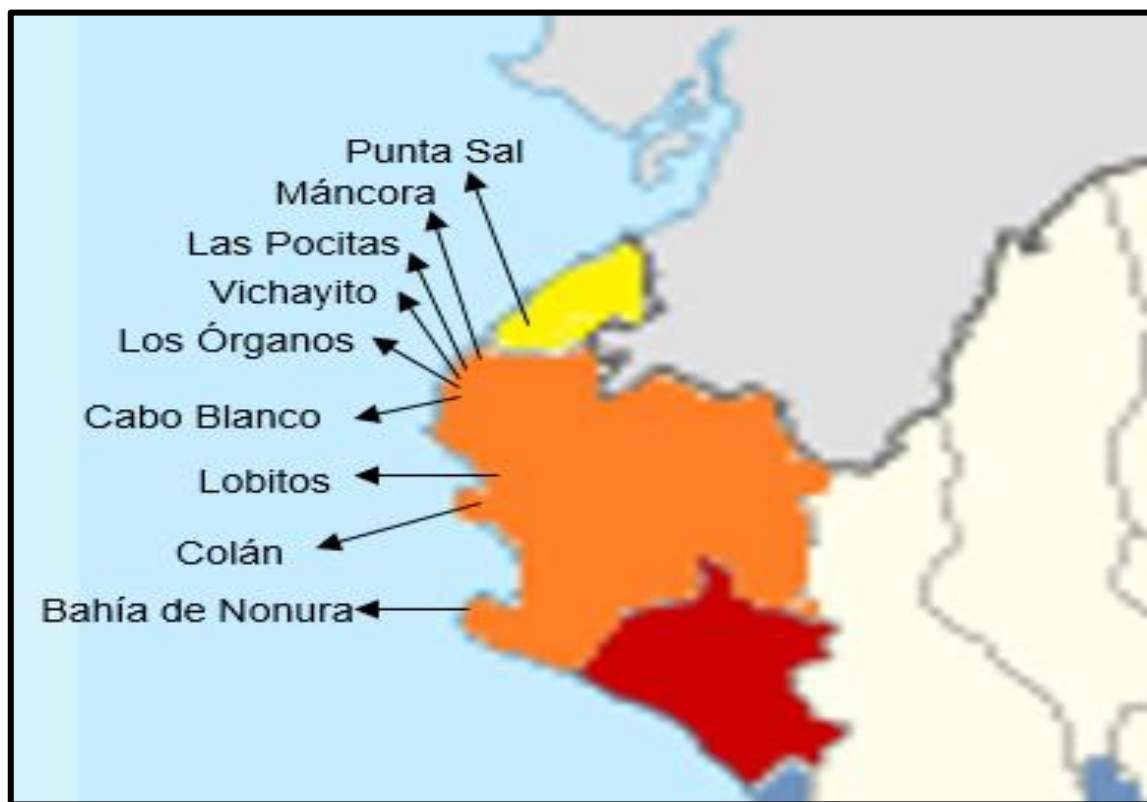 Punta Sal
Máncora
Las Pocitas
Vichayito
Los Órganos
Cabo Blanco
Lobitos
Colán
Bahía de Nonura